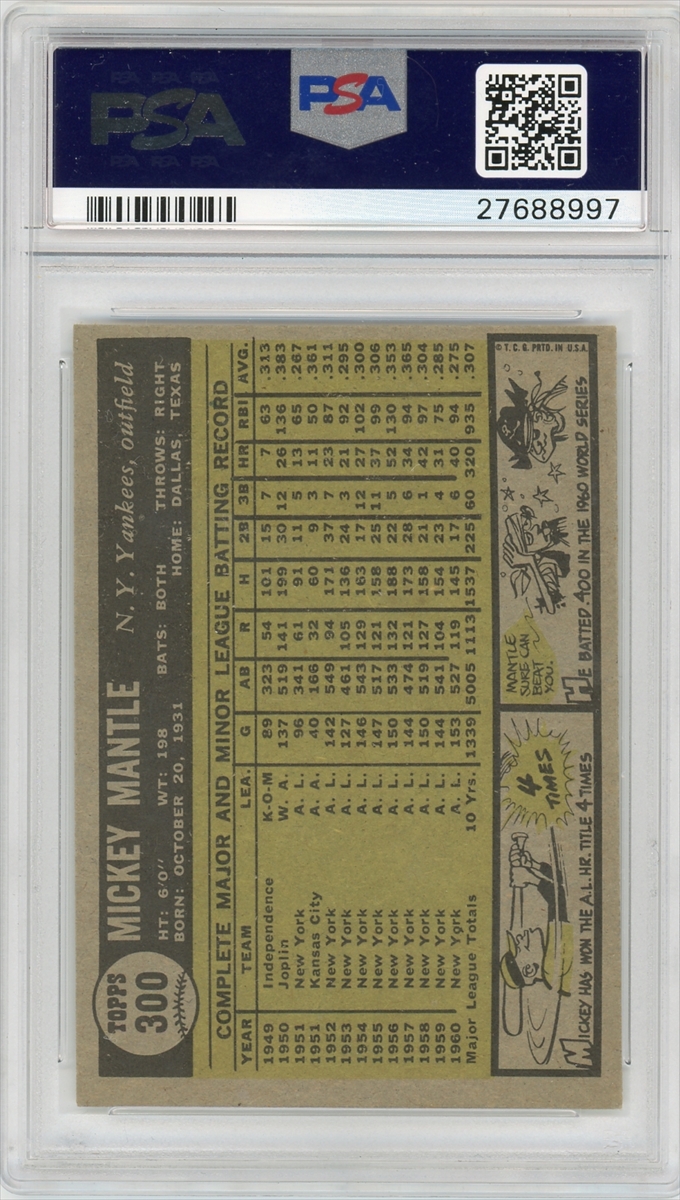 PSA PSA PSA
PSA
PSA PSA PSA
PSA
27688997
TOPPS
300
MICKEY MANTLE N. Y. Yankees, outfield
HT: 6'0" WT: 198 BATS: BOTH THROWS: RIGHT
BORN: OCTOBER 20, 1931 HOME: DALLAS, TEXAS
COMPLETE MAJOR AND MINOR LEAGUE BATTING RECORD
YEAR TEAM LEA. G AB R H 2B 3B HR RBI AVG.
1949 Independence K-O-M 89 323 54 101 15 7 7 63 .313
1950 Joplin W. A. 137 519 141 199 30 12 26 136 .383
1951 New York A. L. 96 341 61 91 11 5 13 65 .267
1951 Kansas City A. A. 40 166 32 60 9 3 11 50 .361
1952 New York A. L. 142 549 94 171 37 7 23 87 .311
1953 New York A. L. 127 461 105 136 24 3 21 92 .295
1954 New York A. L. 146 543 129 163 17 12 27 102 .300
1955 New York A. L. 147 517 121 158 25 11 37 99 .306
1956 New York A. L. 150 533 132 188 22 5 52 130 .353
1957 New York A. L. 144 474 121 173 28 6 34 94 .365
1958 New York A. L. 150 519 127 158 21 1 42 97 .304
1959 New York A. L. 144 541 104 154 23 4 31 75 .285
1960 New York A. L. 153 527 119 145 17 6 40 94 .275
Major League Totals 10 Yrs. 1339 5005 1113 1537 225 60 320 935 .307
4
TIMES
MICKEY HAS WON THE A.L. HR. TITLE 4 TIMES
MANTLE
SURE CAN
BEAT
YOU.
HE BATTED .400 IN THE 1960 WORLD SERIES
© T. C. G. PRTD. IN U.S.A.